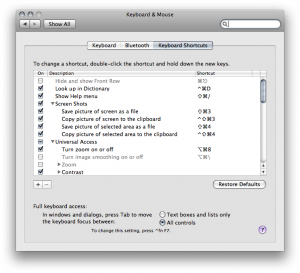 Keyboard & Mouse
Show All
Keyboard Bluetooth Keyboard Shortcuts
To change a shortcut, double-click the shortcut and hold down the new keys.
On Description Shortcut
Hide and show Front Row ⌘⎋
Look up in Dictionary ^⌘D
Show Help menu ⇧⌘/
Screen Shots
Save picture of screen as a file ⇧⌘3
Copy picture of screen to the clipboard ^⇧⌘3
Save picture of selected area as a file ⇧⌘4
Copy picture of selected area to the clipboard ^⇧⌘4
Universal Access
Turn zoom on or off ⌥⌘8
Turn image smoothing on or off ⌥⌘\
Zoom
Contrast
+ − Restore Defaults
Full keyboard access:
In windows and dialogs, press Tab to move Text boxes and lists only
the keyboard focus between: All controls
To change this setting, press ^fn F7. ?